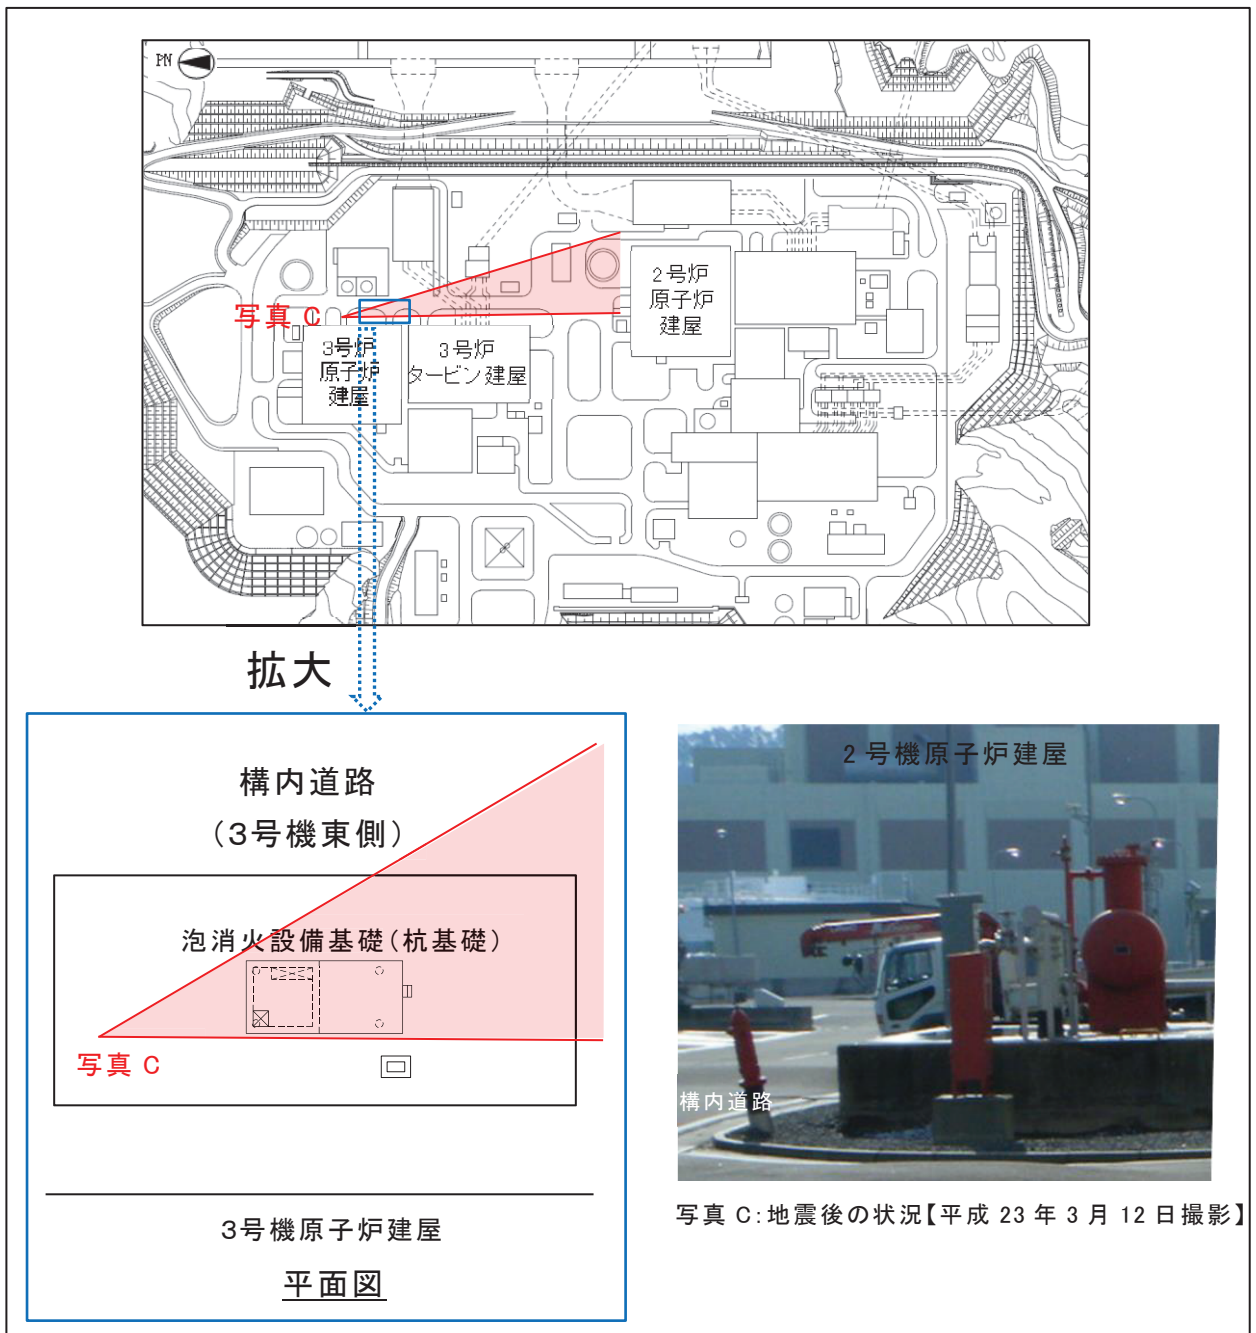 PN
2号炉
原子炉
建屋
写真 C
3号炉
原子炉
建屋
3号炉
タービン建屋
拡大
構内道路
（3号機東側）
泡消火設備基礎(杭基礎)
写真 C
3号機原子炉建屋
平面図
2号機原子炉建屋
構内道路
写真 C:地震後の状況【平成 23 年 3 月 12 日撮影】